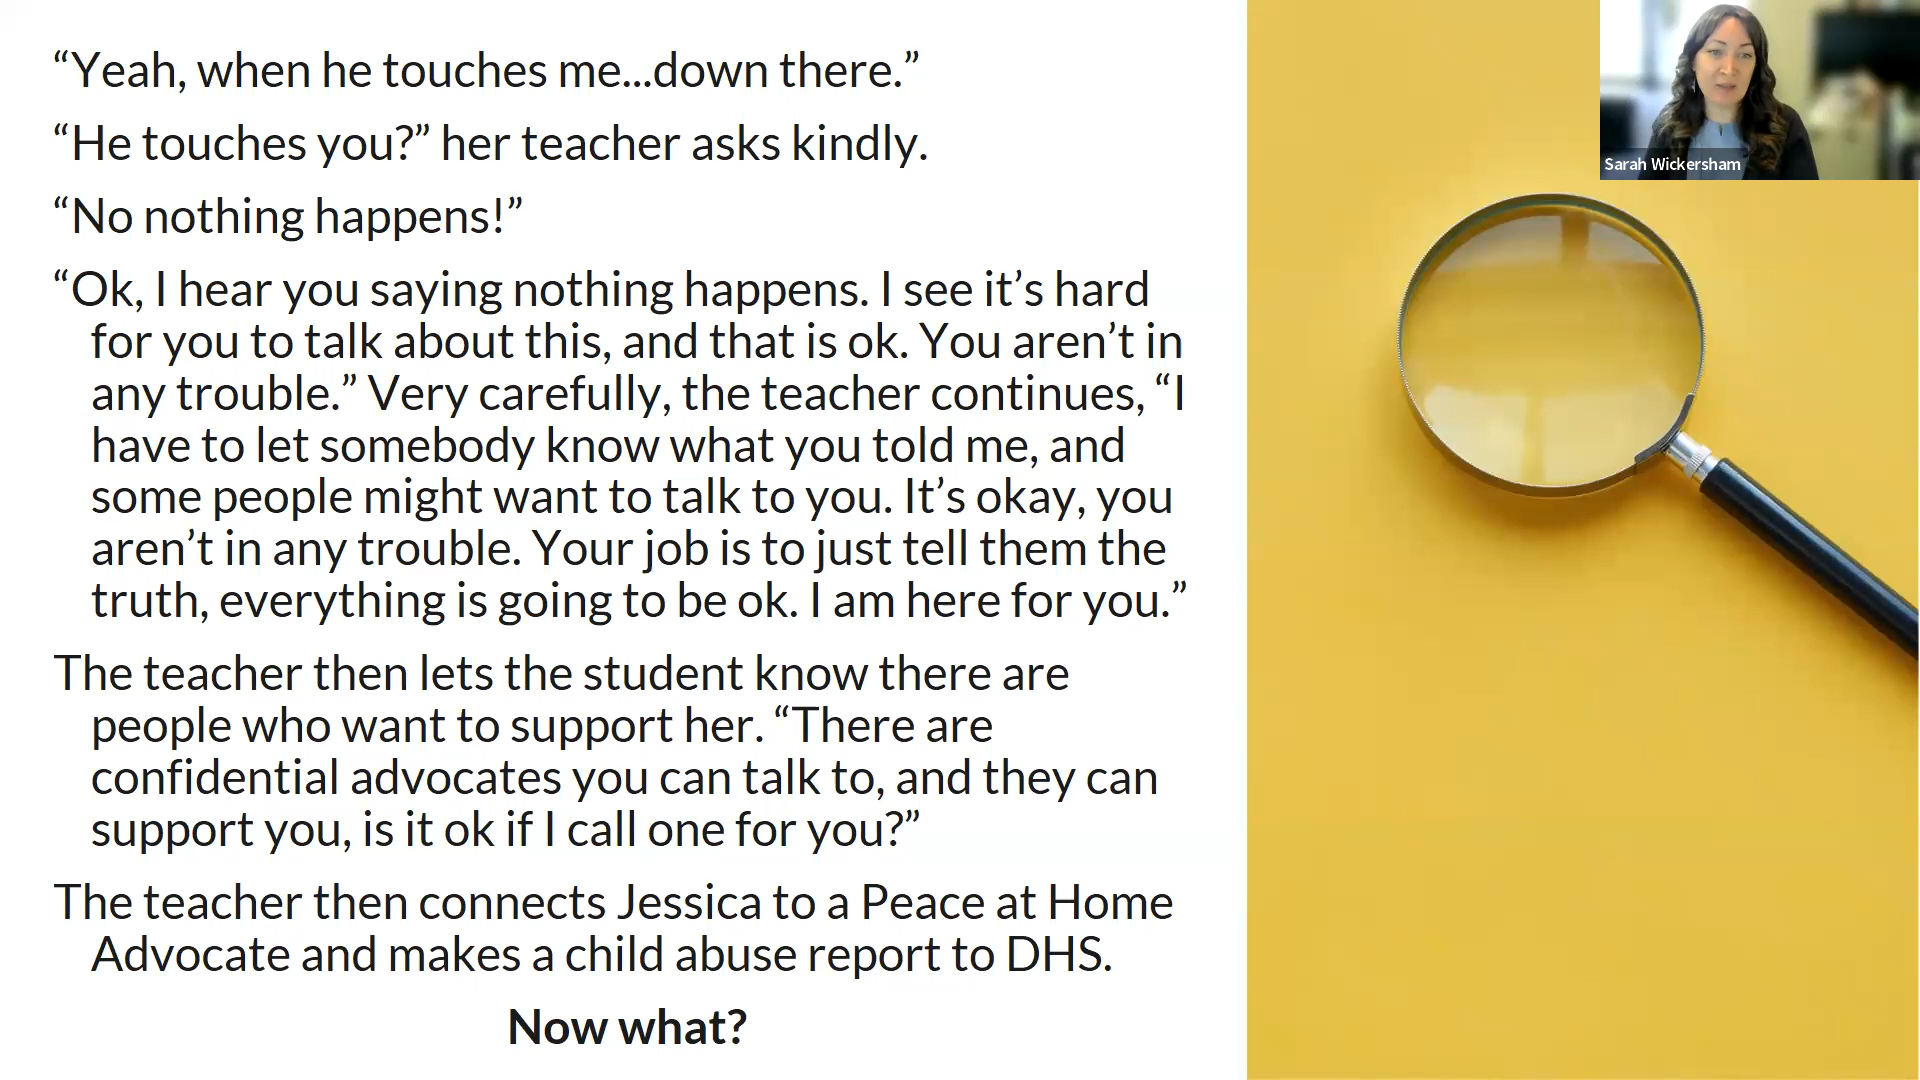 “Yeah, when he touches me...down there.”
“He touches you?” her teacher asks kindly.
“No nothing happens!”
“Ok, I hear you saying nothing happens. I see it’s hard
for you to talk about this, and that is ok. You aren’t in
any trouble.” Very carefully, the teacher continues, “I
have to let somebody know what you told me, and
some people might want to talk to you. It’s okay, you
aren’t in any trouble. Your job is to just tell them the
truth, everything is going to be ok. I am here for you.”
The teacher then lets the student know there are
people who want to support her. “There are
confidential advocates you can talk to, and they can
support you, is it ok if I call one for you?”
The teacher then connects Jessica to a Peace at Home
Advocate and makes a child abuse report to DHS.
Now what?
Sarah Wickersham